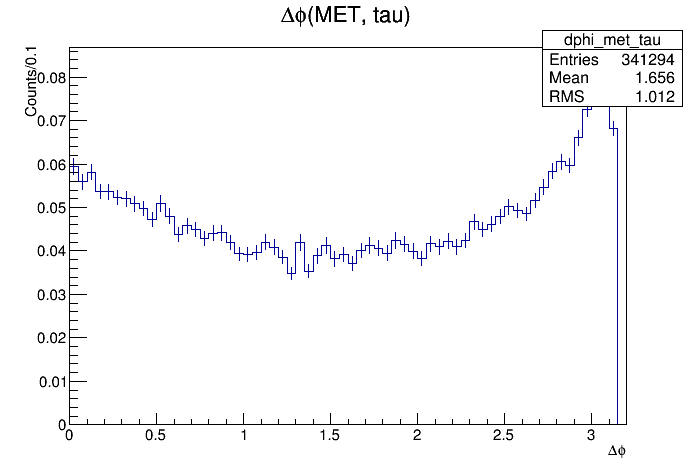 Δϕ(MET, tau)
dphi_met_tau
Entries 341294
Mean 1.656
RMS 1.012
Counts/0.1
0.08
0.07
0.06
0.05
0.04
0.03
0.02
0.01
0
0 0.5 1 1.5 2 2.5 3
Δϕ